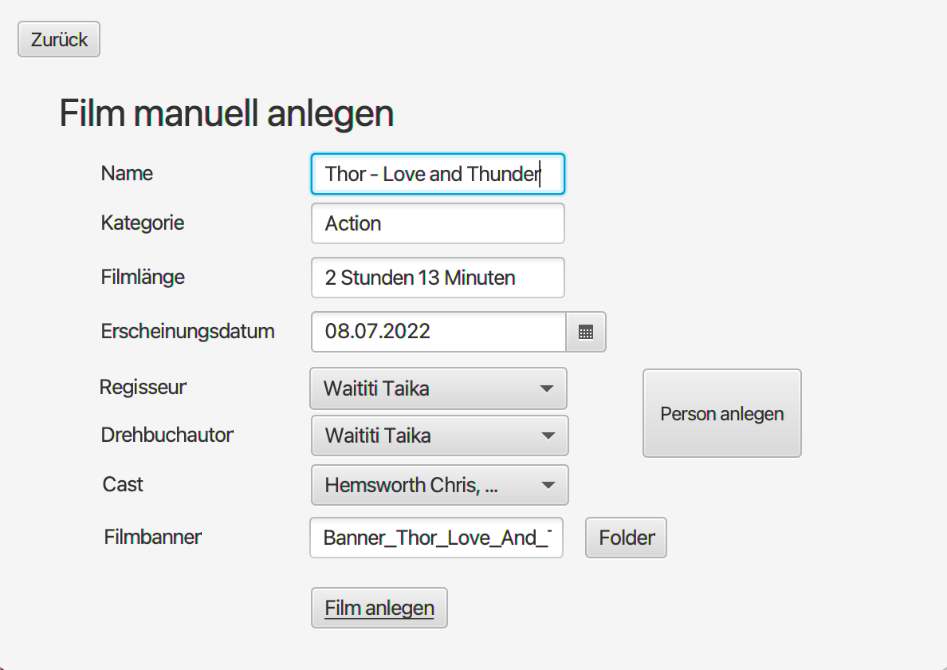 Zurück
Film manuell anlegen
Name Thor - Love and Thunder
Kategorie Action
Filmlänge 2 Stunden 13 Minuten
Erscheinungsdatum 08.07.2022
Regisseur Waititi Taika
Person anlegen
Drehbuchautor Waititi Taika
Cast Hemsworth Chris, ...
Filmbanner Banner_Thor_Love_And_ Folder
Film anlegen